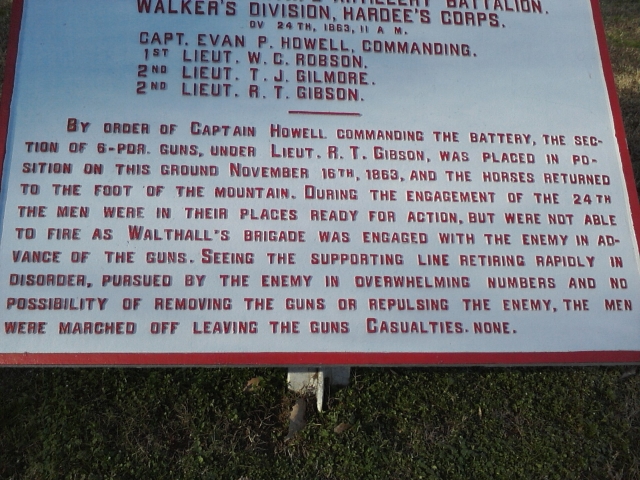 ARTILLERY BATTALION.
WALKER'S DIVISION, HARDEE'S CORPS.
OV 24TH, 1863, 11 A M.
CAPT. EVAN P. HOWELL, COMMANDING.
1ST LIEUT. W. C. ROBSON.
2ND LIEUT. T. J. GILMORE.
2ND LIEUT. R. T. GIBSON.
BY ORDER OF CAPTAIN HOWELL COMMANDING THE BATTERY, THE SEC-
TION OF 6-PDR. GUNS, UNDER LIEUT. R. T. GIBSON, WAS PLACED IN PO-
SITION ON THIS GROUND NOVEMBER 16TH, 1863, AND THE HORSES RETURNED
TO THE FOOT OF THE MOUNTAIN. DURING THE ENGAGEMENT OF THE 24TH
THE MEN WERE IN THEIR PLACES READY FOR ACTION, BUT WERE NOT ABLE
TO FIRE AS WALTHALL'S BRIGADE WAS ENGAGED WITH THE ENEMY IN AD-
VANCE OF THE GUNS. SEEING THE SUPPORTING LINE RETIRING RAPIDLY IN
DISORDER, PURSUED BY THE ENEMY IN OVERWHELMING NUMBERS AND NO
POSSIBILITY OF REMOVING THE GUNS OR REPULSING THE ENEMY, THE MEN
WERE MARCHED OFF LEAVING THE GUNS CASUALTIES. NONE.